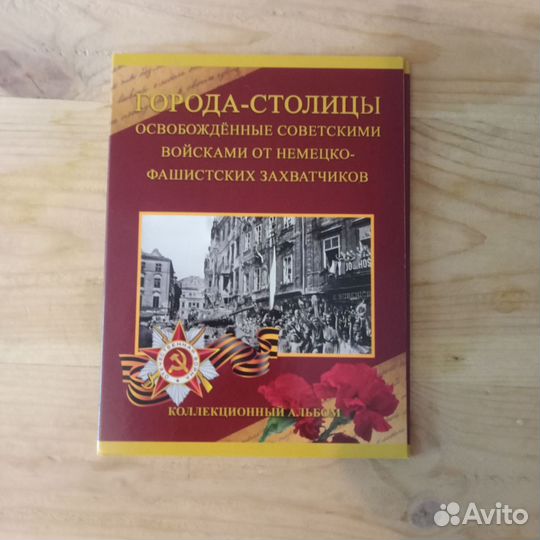 ГОРОДА-СТОЛИЦЫ
ОСВОБОЖДЁННЫЕ СОВЕТСКИМИ
ВОЙСКАМИ ОТ НЕМЕЦКО-
ФАШИСТСКИХ ЗАХВАТЧИКОВ
КОЛЛЕКЦИОННЫЙ АЛЬБОМ
Avito